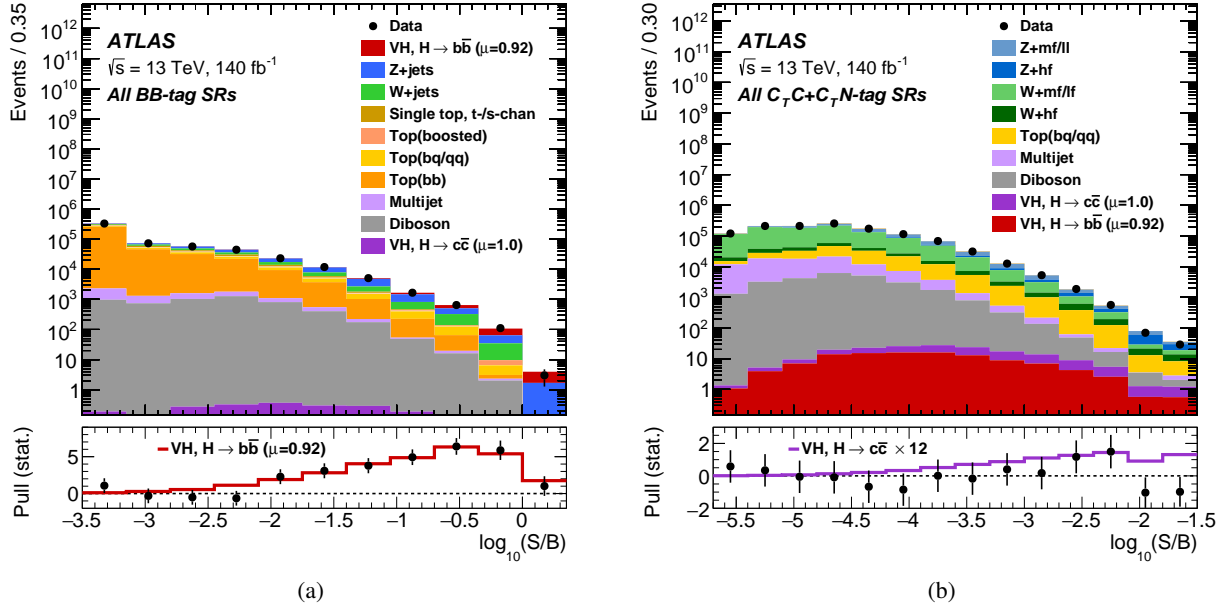 Events / 0.35
10¹²
10¹¹
10¹⁰
10⁹
10⁸
10⁷
10⁶
10⁵
10⁴
10³
10²
10
1
ATLAS
√s = 13 TeV, 140 fb⁻¹
All BB-tag SRs
Data
VH, H → bb̅ (μ=0.92)
Z+jets
W+jets
Single top, t-/s-chan
Top(boosted)
Top(bq/qq)
Top(bb)
Multijet
Diboson
VH, H → cc̅ (μ=1.0)
Pull (stat.)
5
0
VH, H → bb̅ (μ=0.92)
−3.5 −3 −2.5 −2 −1.5 −1 −0.5 0
log₁₀(S/B)
(a)
Events / 0.30
10¹²
10¹¹
10¹⁰
10⁹
10⁸
10⁷
10⁶
10⁵
10⁴
10³
10²
10
1
ATLAS
√s = 13 TeV, 140 fb⁻¹
All C_TC+C_TN-tag SRs
Data
Z+mf/ll
Z+hf
W+mf/lf
W+hf
Top(bq/qq)
Multijet
Diboson
VH, H → cc̅ (μ=1.0)
VH, H → bb̅ (μ=0.92)
Pull (stat.)
2
0
−2
VH, H → cc̅ × 12
−5.5 −5 −4.5 −4 −3.5 −3 −2.5 −2 −1.5
log₁₀(S/B)
(b)